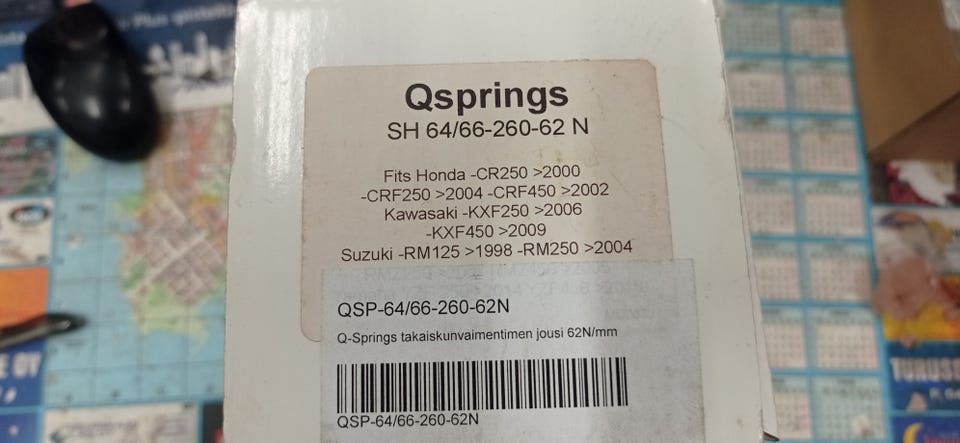 Qsprings
SH 64/66-260-62 N
Fits Honda -CR250 >2000
-CRF250 >2004 -CRF450 >2002
Kawasaki -KXF250 >2006
-KXF450 >2009
Suzuki -RM125 >1998 -RM250 >2004
QSP-64/66-260-62N
Q-Springs takaiskunvaimentimen jousi 62N/mm
QSP-64/66-260-62N